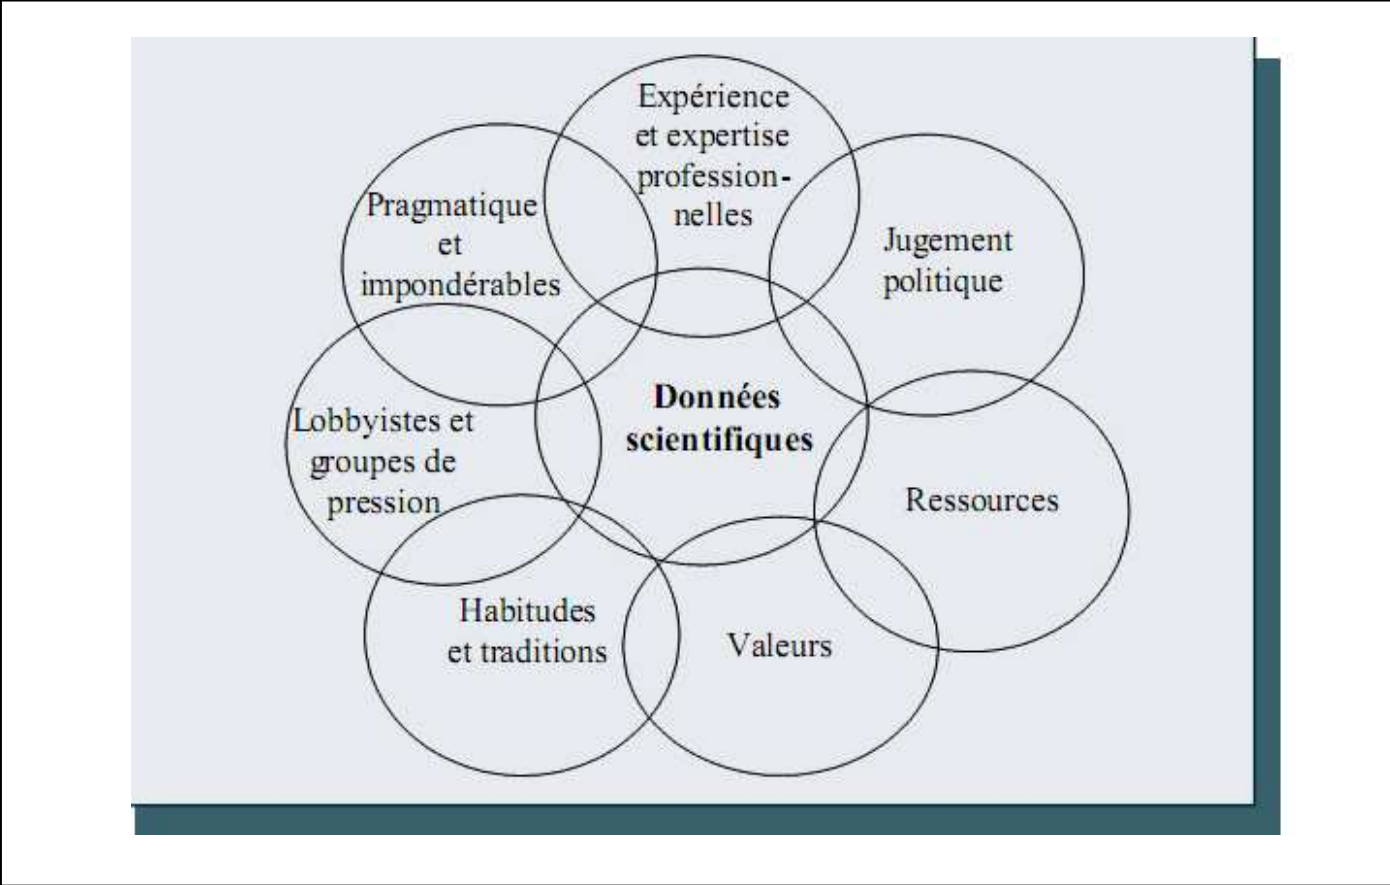 Expérience
et expertise
profession-
nelles
Pragmatique
et
impondérables
Jugement
politique
Données
scientifiques
Lobbyistes et
groupes de
pression
Ressources
Habitudes
et traditions
Valeurs